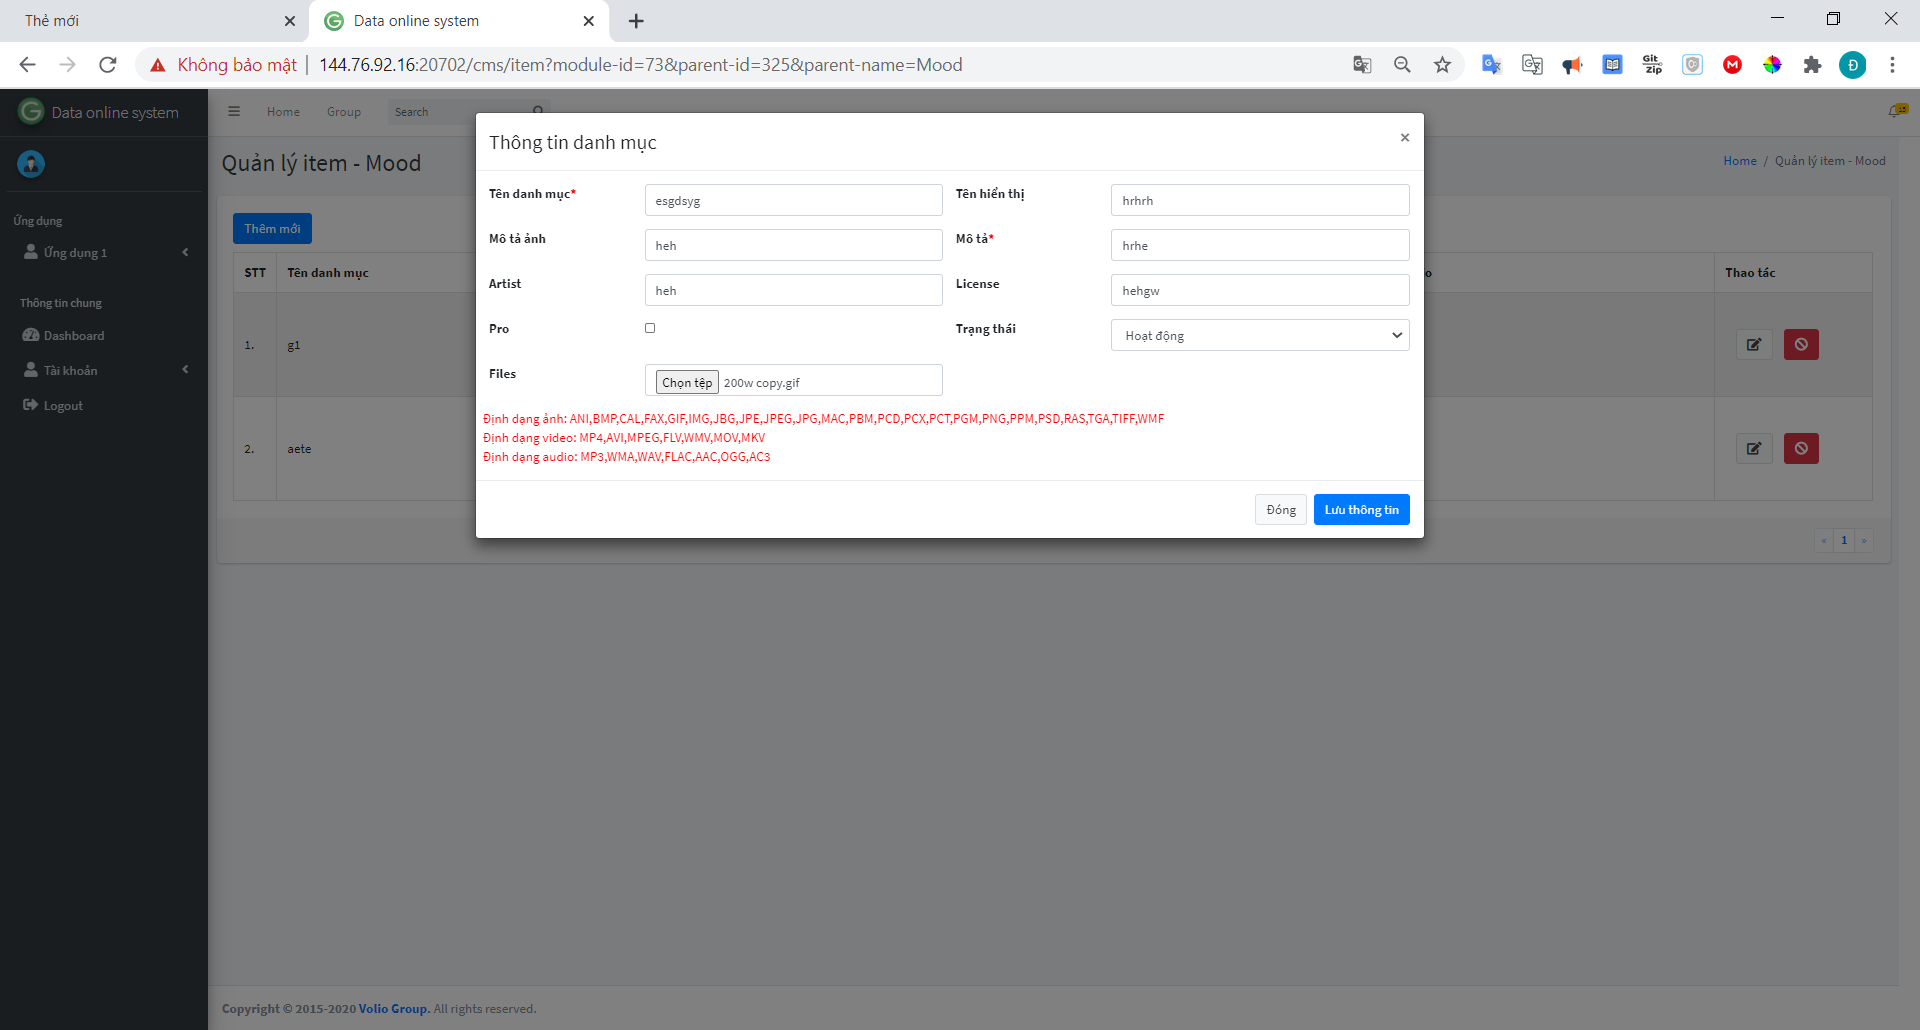 Thẻ mới
Data online system
Không bảo mật
144.76.92.16:20702/cms/item?module-id=73&parent-id=325&parent-name=Mood
Git
Zip
Đ
Data online system
Home
Group
Search
Quản lý item - Mood
Home / Quản lý item - Mood
Ứng dụng
Ứng dụng 1
Thông tin chung
Dashboard
Tài khoản
Logout
Thêm mới
STT
Tên danh mục
Thao tác
1.
g1
2.
aete
« 1 »
Thông tin danh mục
×
Tên danh mục*
esgdsyg
Tên hiển thị
hrhrh
Mô tả ảnh
heh
Mô tả*
hrhe
Artist
heh
License
hehgw
Pro
Trạng thái
Hoạt động
Files
Chọn tệp 200w copy.gif
Định dạng ảnh: ANI,BMP,CAL,FAX,GIF,IMG,JBG,JPE,JPEG,JPG,MAC,PBM,PCD,PCX,PCT,PGM,PNG,PPM,PSD,RAS,TGA,TIFF,WMF
Định dạng video: MP4,AVI,MPEG,FLV,WMV,MOV,MKV
Định dạng audio: MP3,WMA,WAV,FLAC,AAC,OGG,AC3
Đóng
Lưu thông tin
Copyright © 2015-2020 Volio Group. All rights reserved.